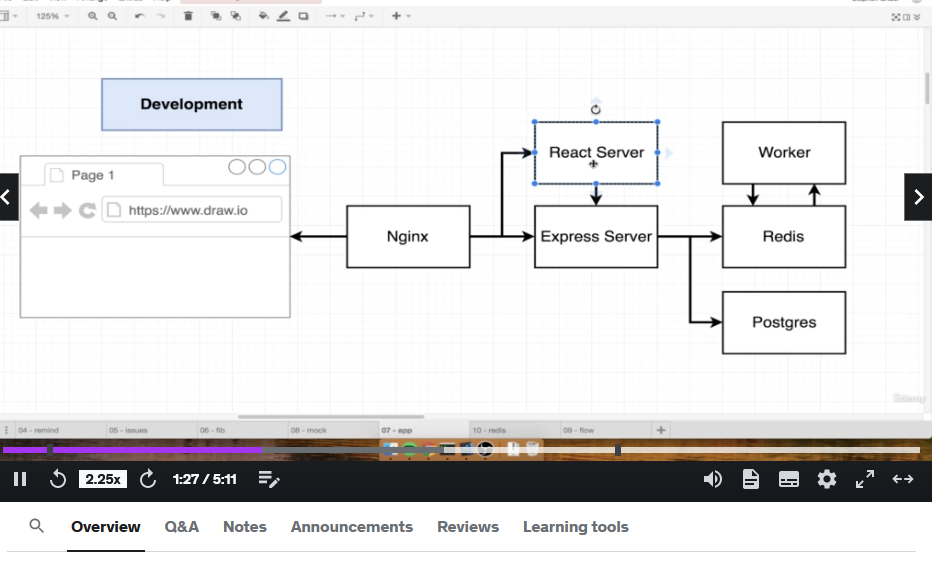 125%
Development
Page 1
https://www.draw.io
Nginx
React Server
Express Server
Worker
Redis
Postgres
Udemy
04 - remind
05 - issues
06 - fib
08 - mock
07 - app
10 - redis
09 - flow
2.25x
1:27 / 5:11
Overview
Q&A
Notes
Announcements
Reviews
Learning tools